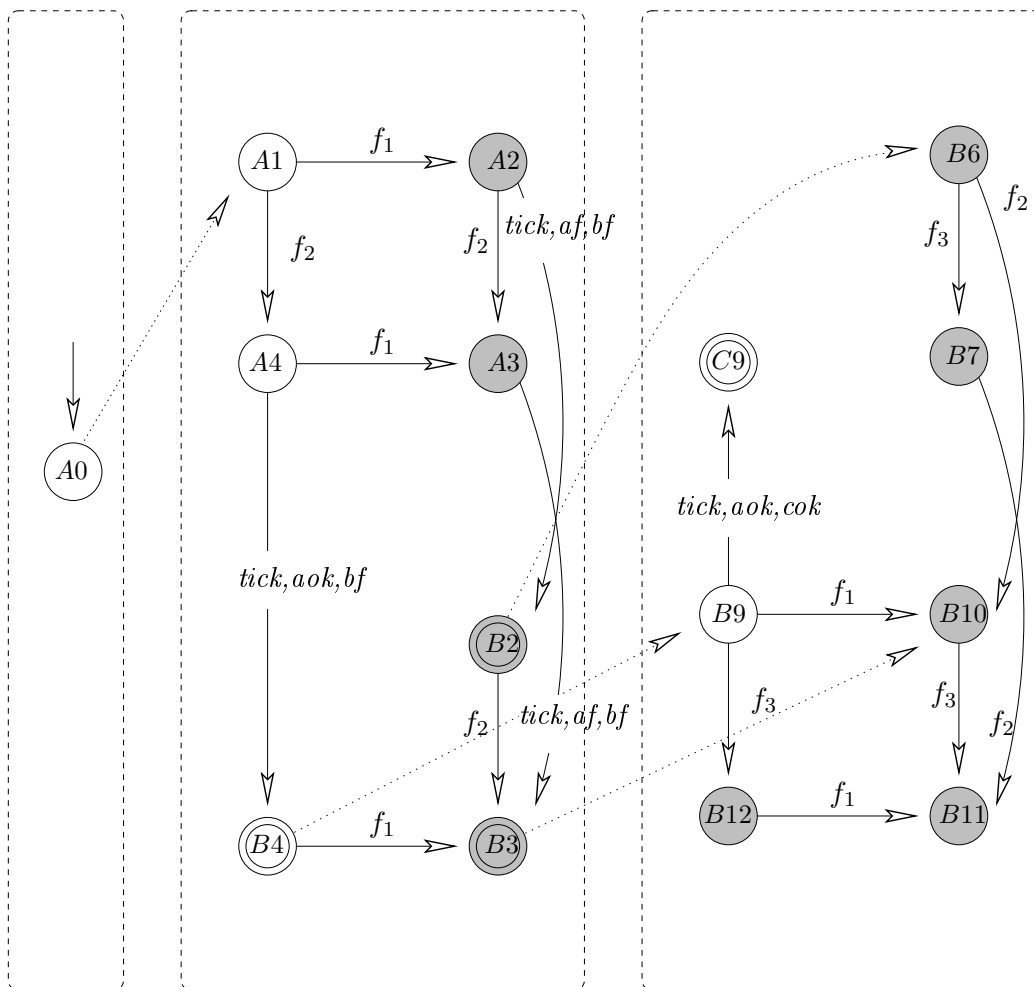 A1
f1
A2
B6
f2
f2
tick,af,bf
f2
f3
A4
f1
A3
C9
B7
A0
tick,aok,cok
tick,aok,bf
B2
B9
f1
B10
f2
tick,af,bf
f3
f3
f2
B4
f1
B3
B12
f1
B11